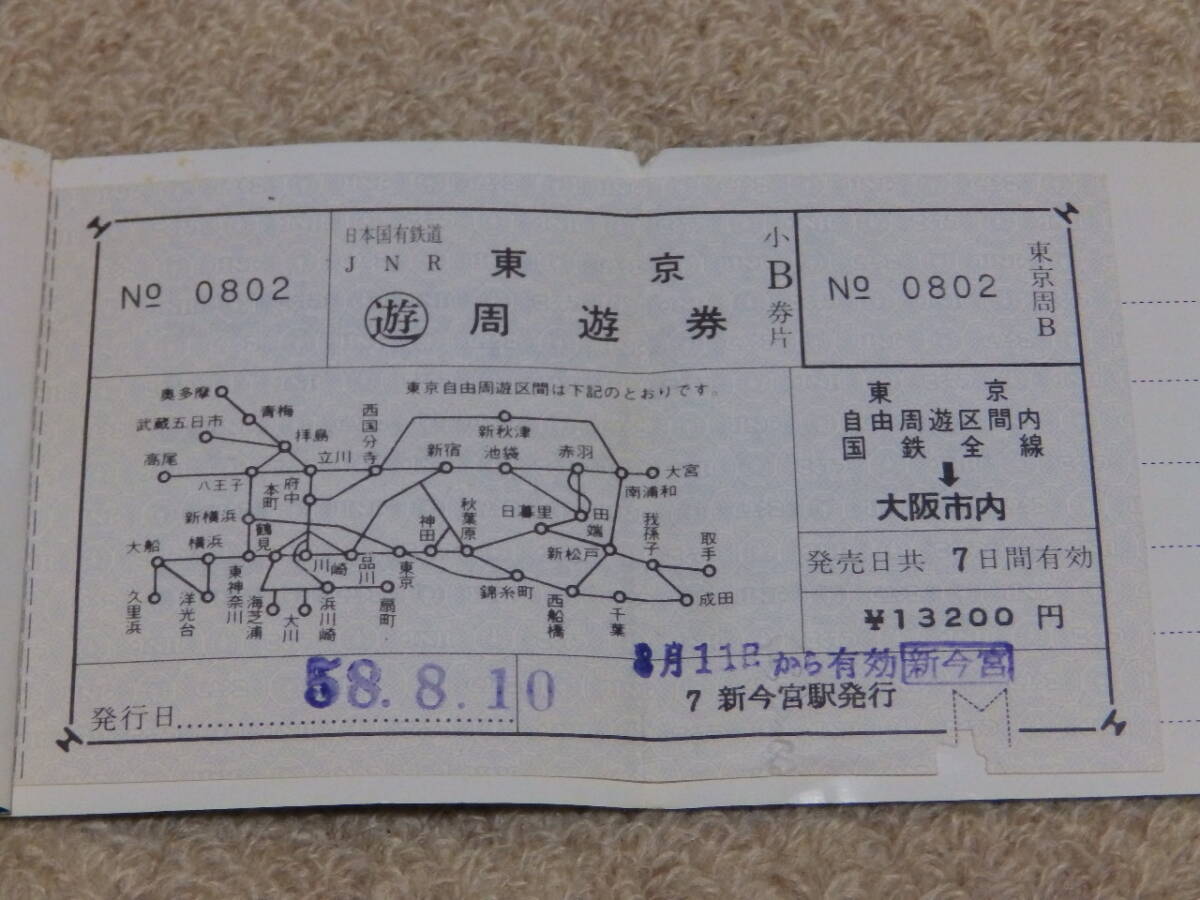 № 0802
日本国有鉄道
JNR
東京
遊 周遊券
小B券片
№ 0802
東京周B
東京自由周遊区間は下記のとおりです。
奥多摩
武蔵五日市
青梅
拝島
高尾
八王子
立川
西国分寺
府中本町
新秋津
新宿
池袋
赤羽
大宮
南浦和
新横浜
鶴見
神田
秋葉原
日暮里
田端
新松戸
我孫子
取手
大船
横浜
東神奈川
川崎
品川
東京
錦糸町
西船橋
千葉
成田
久里浜
洋光台
海芝浦
大川
浜川崎
扇町
東京
自由周遊区間内
国鉄全線
⬇
大阪市内
発売日共 7日間有効
¥13200 円
発行日 58.8.10
8月11日から有効 新今宮
7 新今宮駅発行